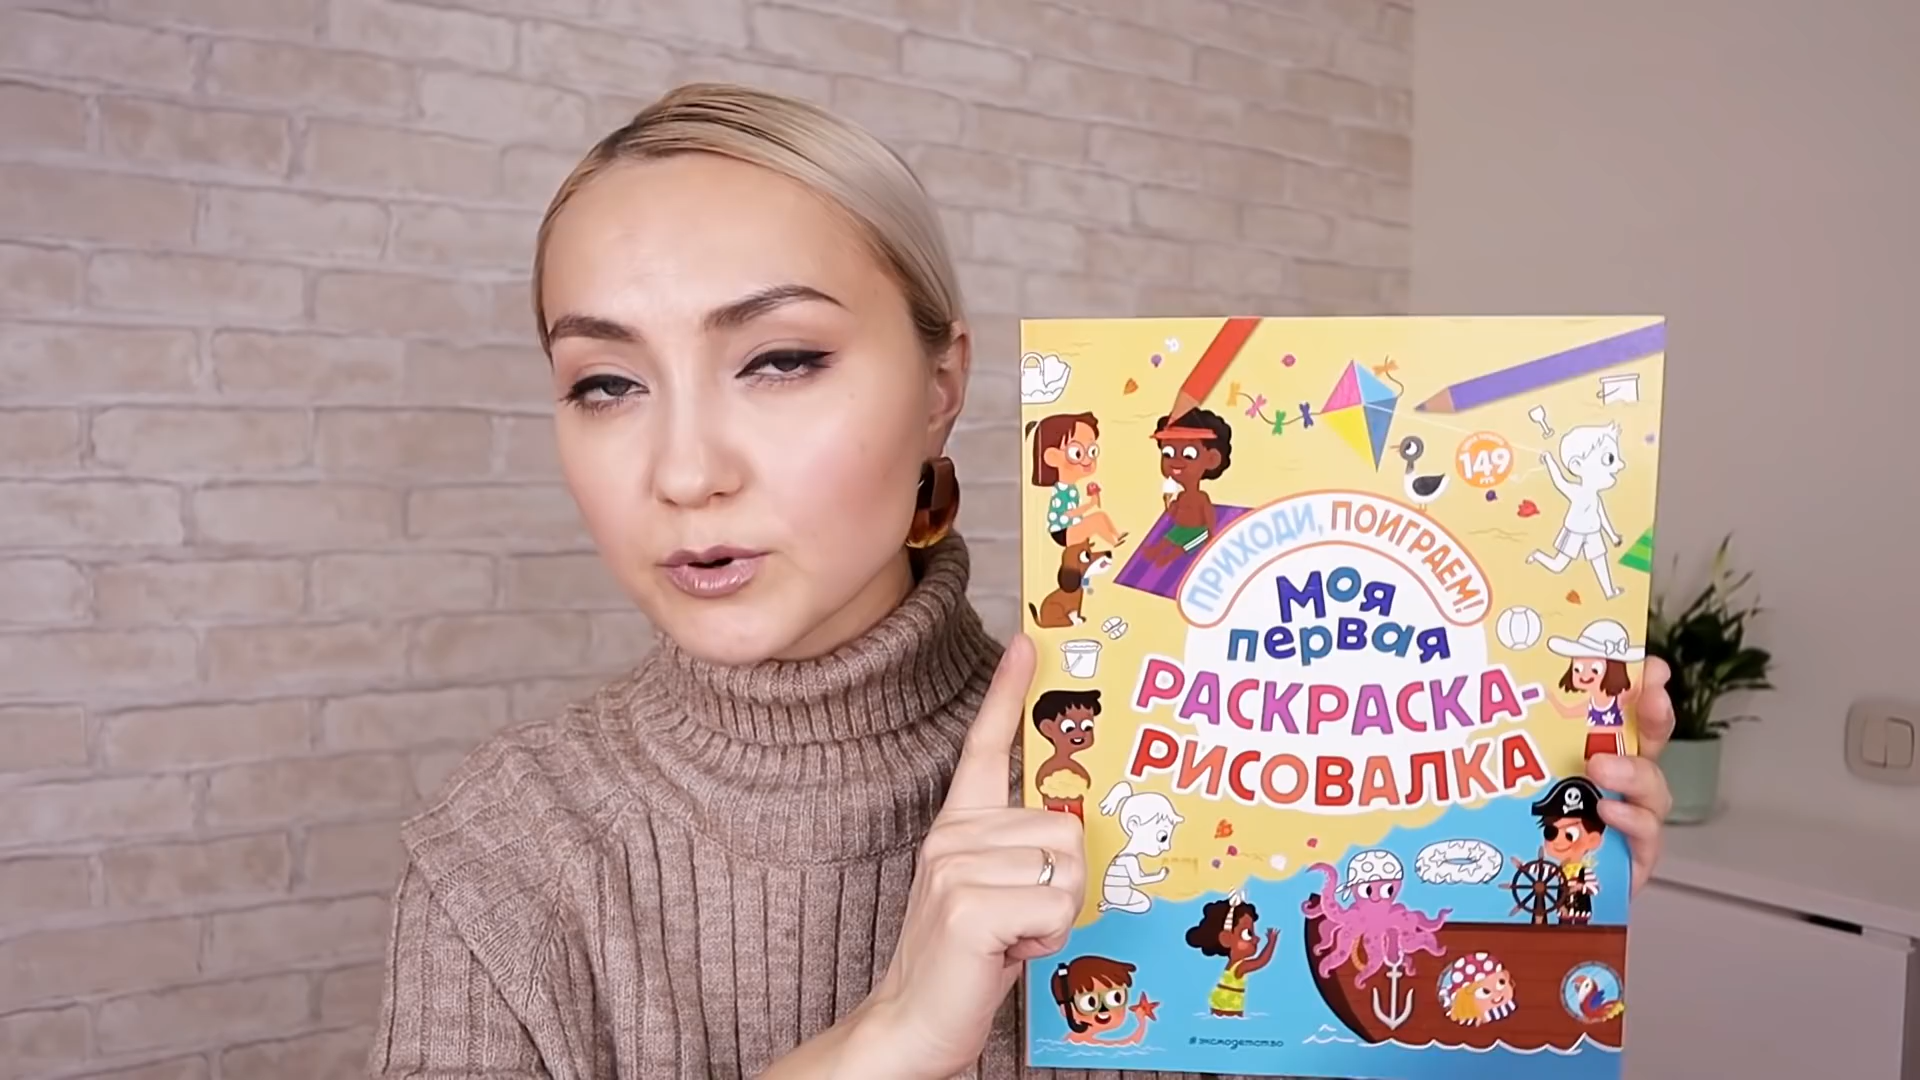 149
ПРИХОДИ, ПОИГРАЕМ!
Моя
первая
РАСКРАСКА-
РИСОВАЛКА
#эксмодетство